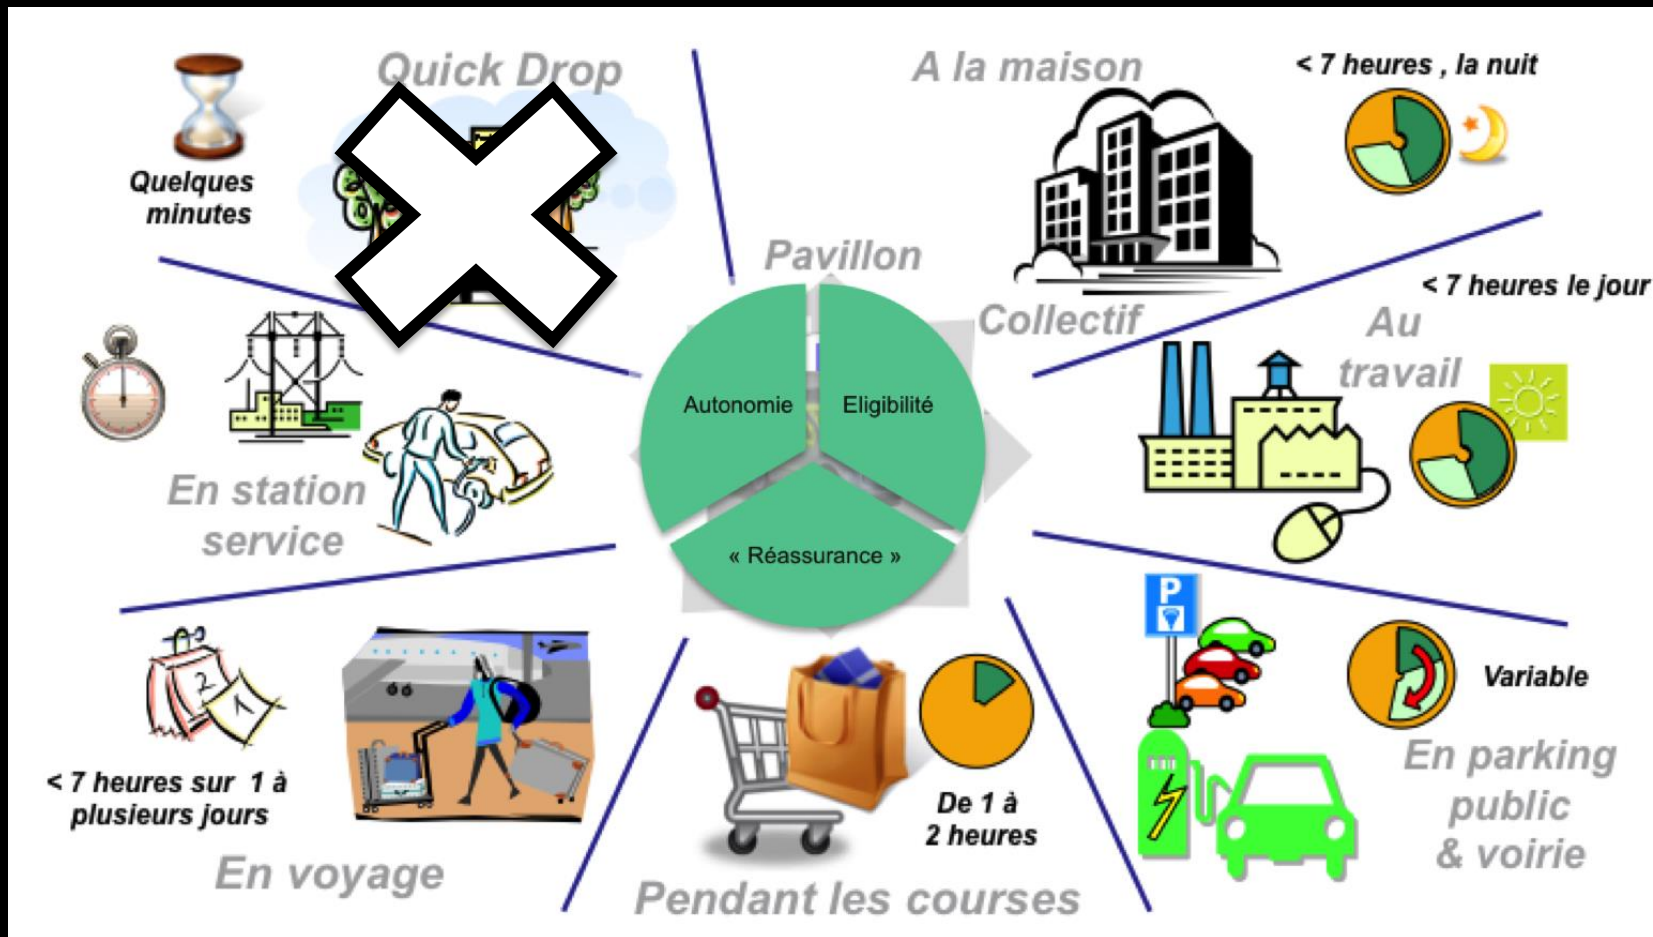 Quick Drop
Quelques
minutes
A la maison
< 7 heures , la nuit
Pavillon
Collectif
< 7 heures le jour
Au
travail
Autonomie
Eligibilité
« Réassurance »
En station
service
P
Variable
En parking
public
& voirie
2
1
< 7 heures sur 1 à
plusieurs jours
En voyage
De 1 à
2 heures
Pendant les courses